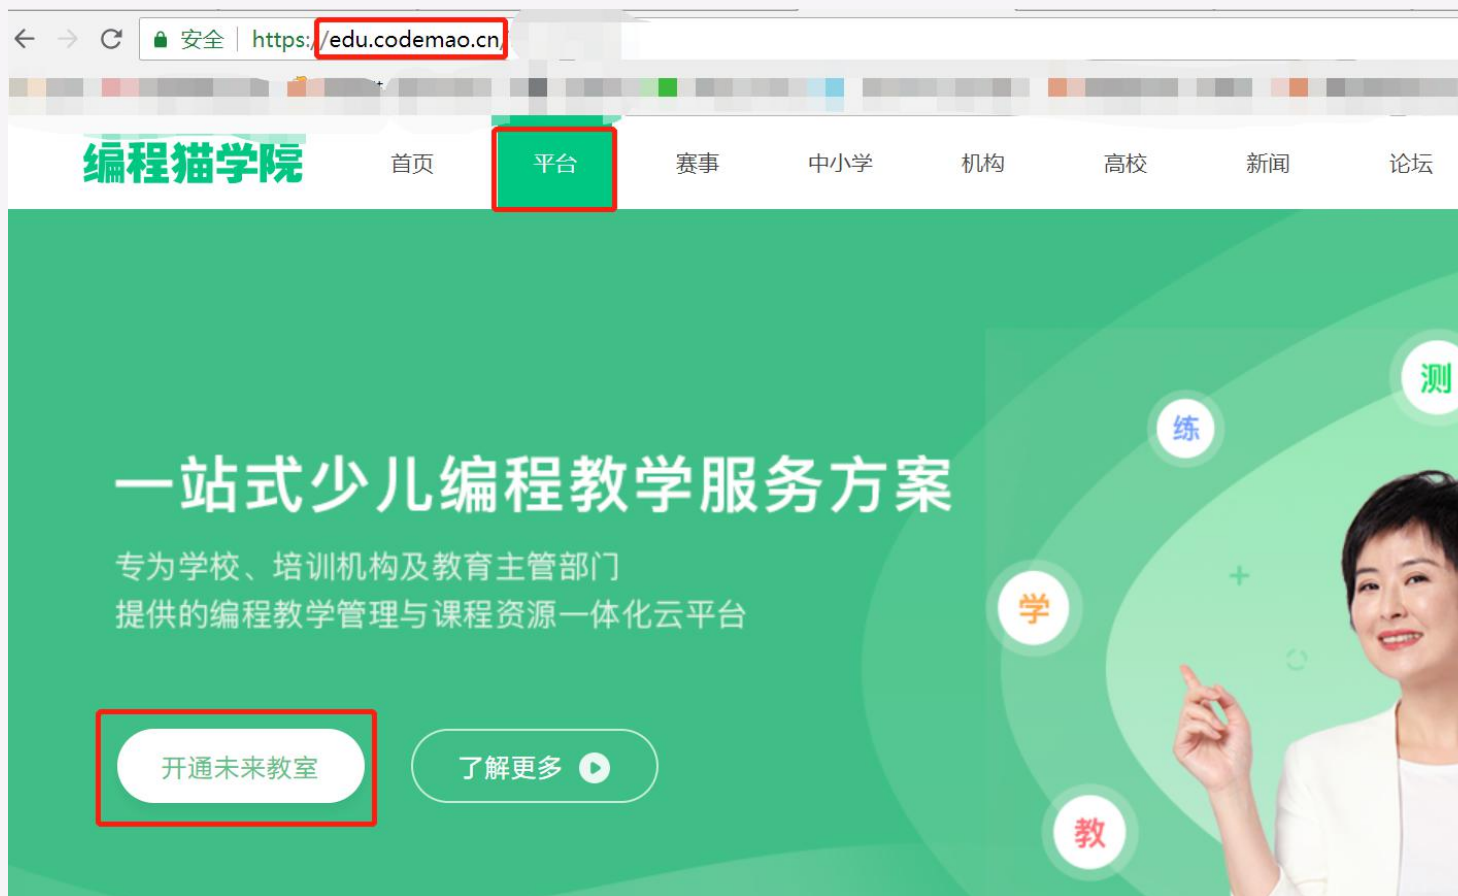 安全 https://edu.codemao.cn/
编程猫学院 首页 平台 赛事 中小学 机构 高校 新闻 论坛
测
练
一站式少儿编程教学服务方案
专为学校、培训机构及教育主管部门
学
提供的编程教学管理与课程资源一体化云平台
开通未来教室 了解更多
教